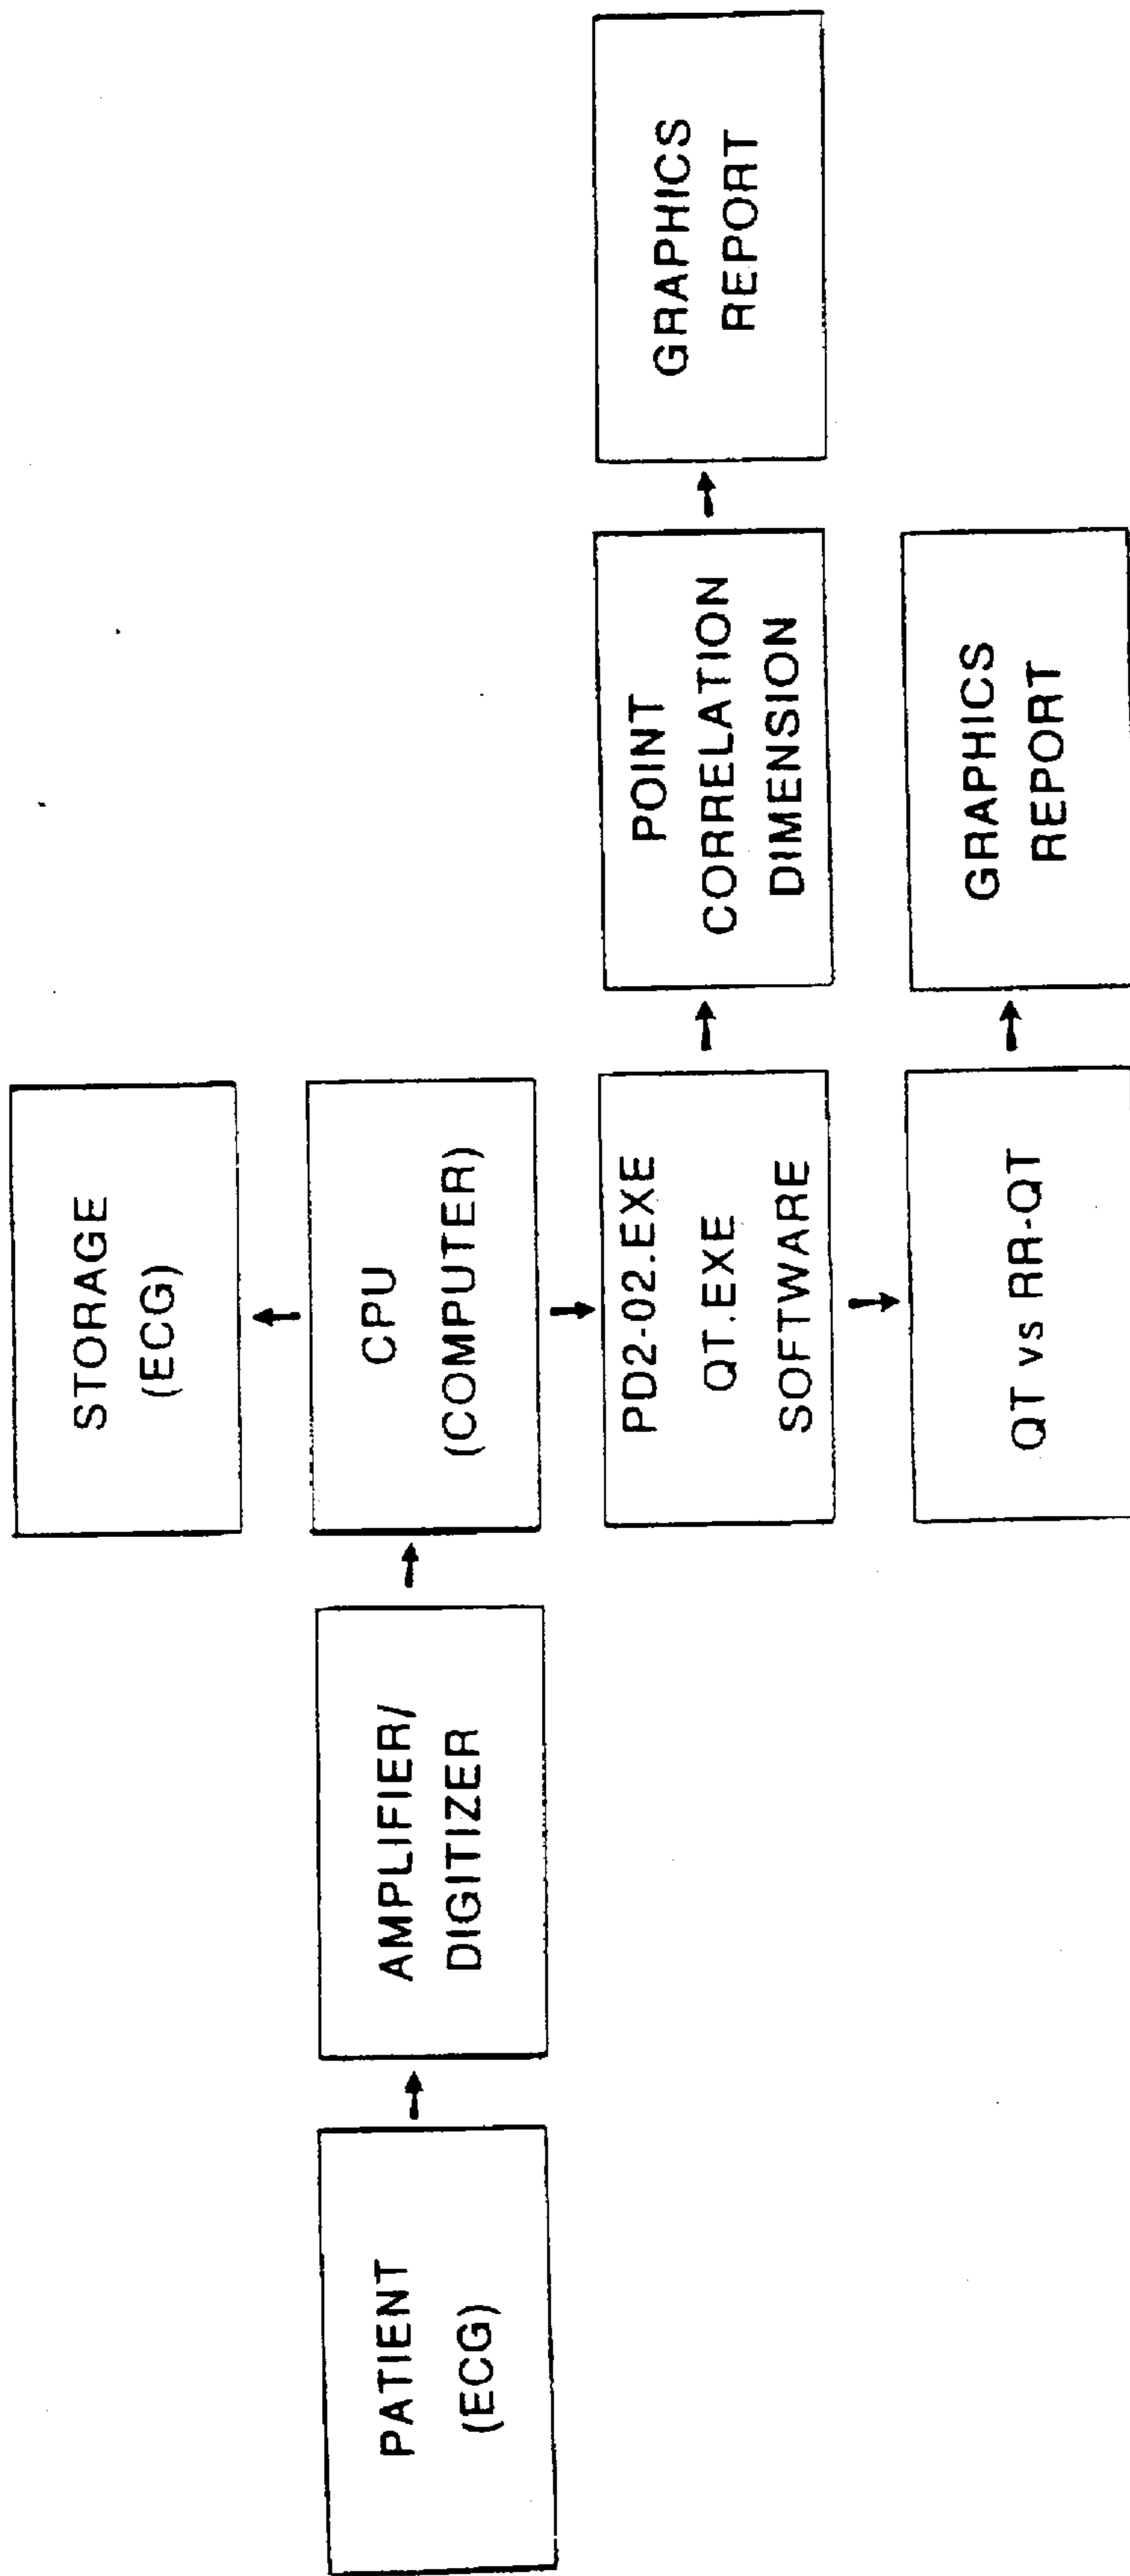 STORAGE
(ECG)
PATIENT
(ECG)
AMPLIFIER/
DIGITIZER
CPU
(COMPUTER)
PD2-02.EXE
QT.EXE
SOFTWARE
POINT
CORRELATION
DIMENSION
GRAPHICS
REPORT
QT vs RR-QT
GRAPHICS
REPORT